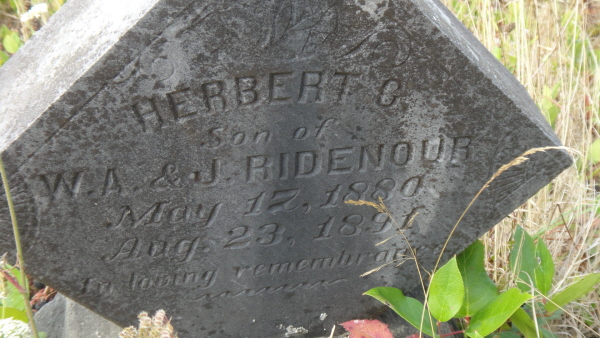 HERBERT G.
Son of
W.A. & J. RIDENOUR
May 17, 1880
Aug. 23, 1891
In loving remembrance